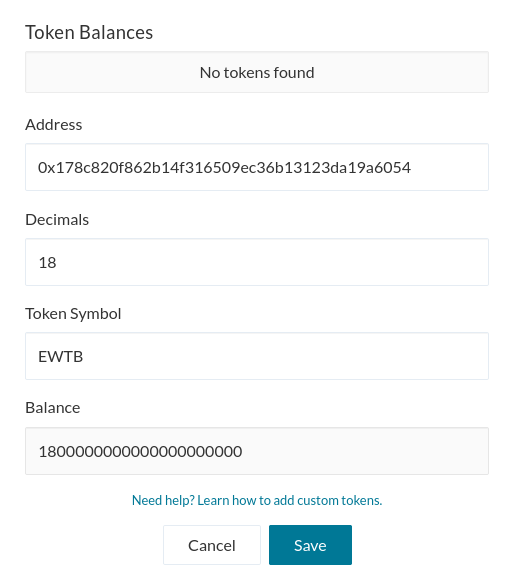 Token Balances
No tokens found
Address
0x178c820f862b14f316509ec36b13123da19a6054
Decimals
18
Token Symbol
EWTB
Balance
1800000000000000000000
Need help? Learn how to add custom tokens.
Cancel Save